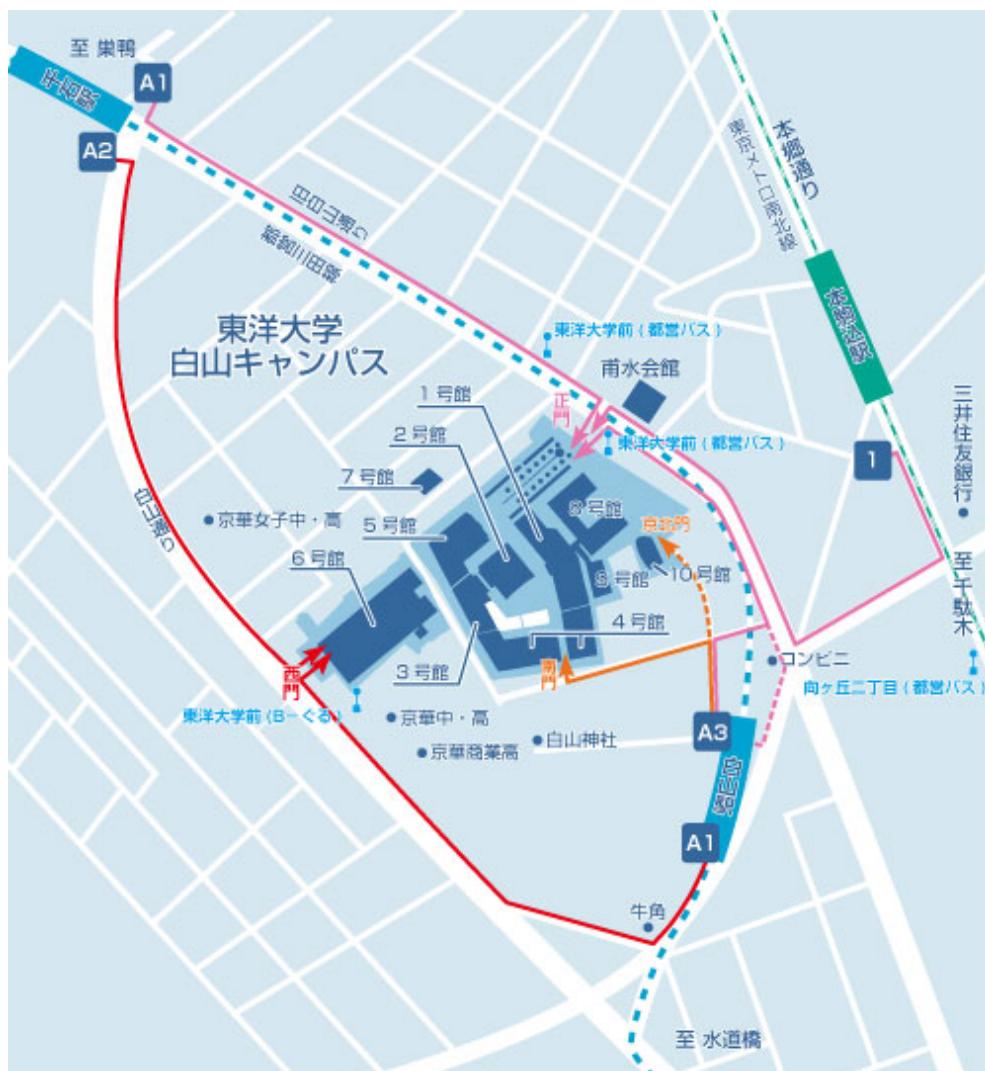 至 巣鴨
千石駅
A1
A2
旧白山通り
都営三田線
本郷通り
東京メトロ南北線
本駒込駅
東洋大学
白山キャンパス
東洋大学前(都営バス)
甫水会館
正門
東洋大学前(都営バス)
1号館
2号館
7号館
5号館
6号館
8号館
京北門
10号館
9号館
4号館
3号館
南門
1
三井住友銀行
至 千駄木
白山通り
京華女子中・高
西門
東洋大学前(B-ぐる)
京華中・高
京華商業高
白山神社
コンビニ
向ヶ丘二丁目(都営バス)
A3
白山駅
A1
牛角
至 水道橋